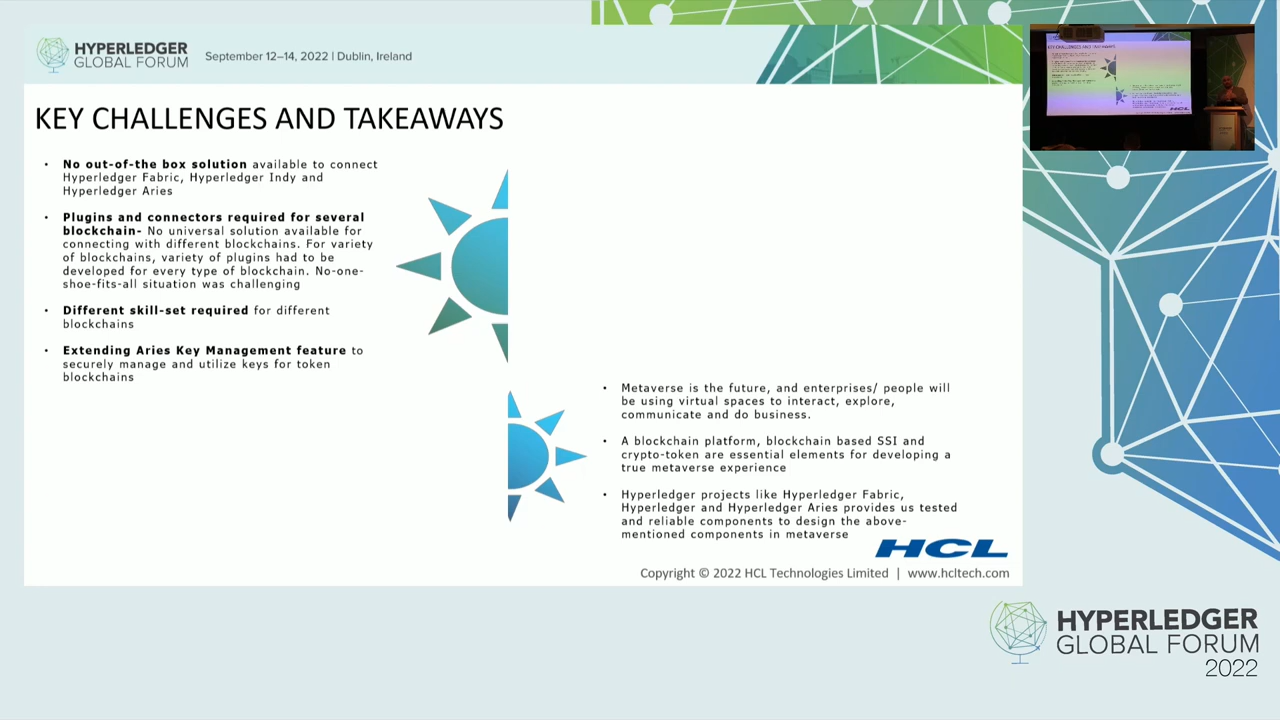 HYPERLEDGER
GLOBAL FORUM
September 12–14, 2022 | Dublin, Ireland
KEY CHALLENGES AND TAKEAWAYS
• No out-of-the box solution available to connect
Hyperledger Fabric, Hyperledger Indy and
Hyperledger Aries
• Plugins and connectors required for several
blockchain- No universal solution available for
connecting with different blockchains. For variety
of blockchains, variety of plugins had to be
developed for every type of blockchain. No-one-
shoe-fits-all situation was challenging
• Different skill-set required for different
blockchains
• Extending Aries Key Management feature to
securely manage and utilize keys for token
blockchains
• Metaverse is the future, and enterprises/ people will
be using virtual spaces to interact, explore,
communicate and do business.
• A blockchain platform, blockchain based SSI and
crypto-token are essential elements for developing a
true metaverse experience
• Hyperledger projects like Hyperledger Fabric,
Hyperledger and Hyperledger Aries provides us tested
and reliable components to design the above-
mentioned components in metaverse
HCL
Copyright © 2022 HCL Technologies Limited | www.hcltech.com
KEY CHALLENGES AND TAKEAWAYS
HCL
HYPERLEDGER
GLOBAL FORUM
2022